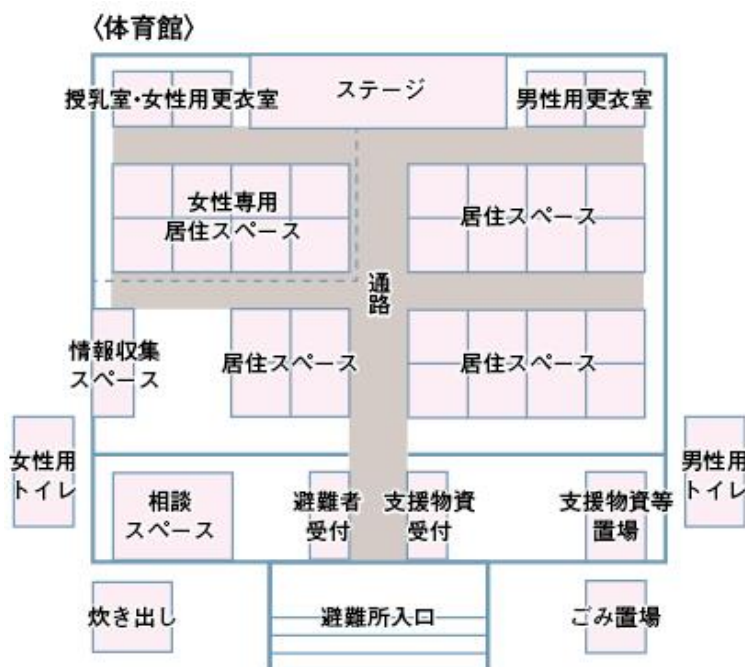 〈体育館〉
授乳室・女性用更衣室
ステージ
男性用更衣室
女性専用
居住スペース
居住スペース
通路
情報収集
スペース
居住スペース
居住スペース
女性用
トイレ
男性用
トイレ
相談
スペース
避難者
受付
支援物資
受付
支援物資等
置場
炊き出し
避難所入口
ごみ置場